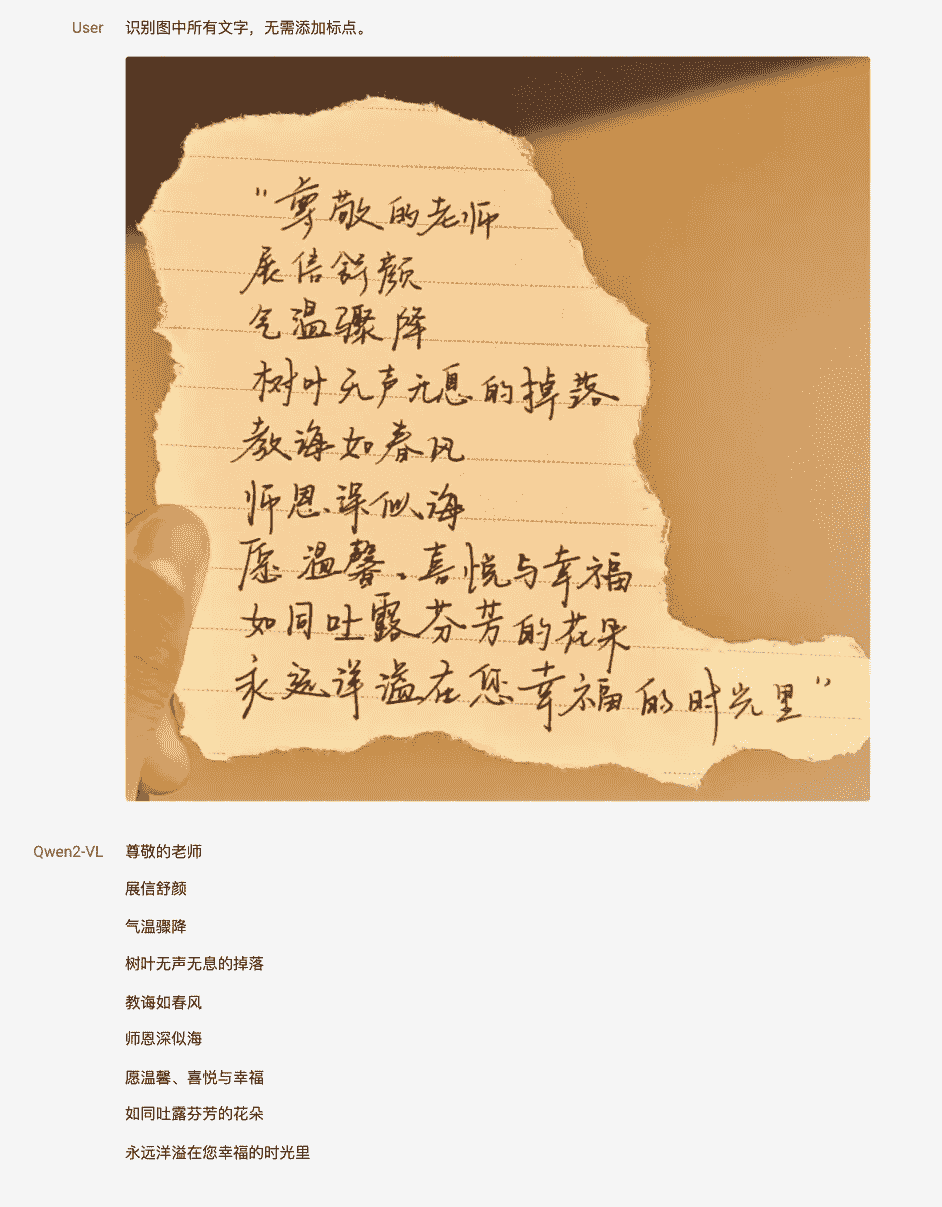 User 识别图中所有文字，无需添加标点。
"尊敬的老师
展信舒颜
气温骤降
树叶无声无息的掉落
教诲如春风
师恩深似海
愿温馨、喜悦与幸福
如同吐露芬芳的花朵
永远洋溢在您幸福的时光里"
Qwen2-VL 尊敬的老师
展信舒颜
气温骤降
树叶无声无息的掉落
教诲如春风
师恩深似海
愿温馨、喜悦与幸福
如同吐露芬芳的花朵
永远洋溢在您幸福的时光里